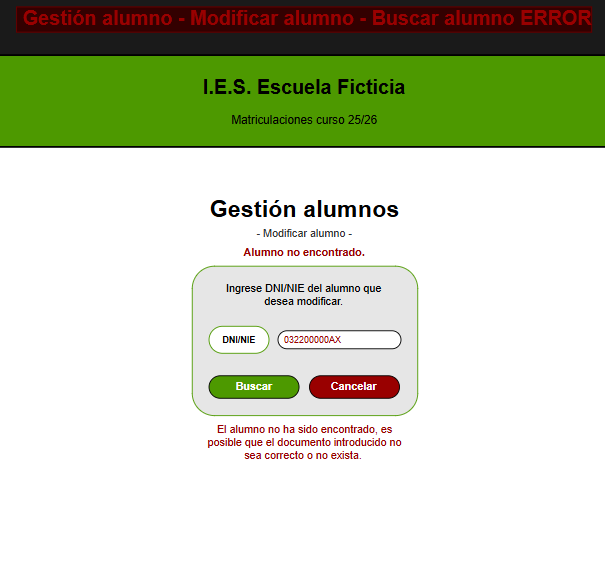 Gestión alumno - Modificar alumno - Buscar alumno ERROR
I.E.S. Escuela Ficticia
Matriculaciones curso 25/26
Gestión alumnos
- Modificar alumno -
Alumno no encontrado.
Ingrese DNI/NIE del alumno que
desea modificar.
DNI/NIE
032200000AX
Buscar
Cancelar
El alumno no ha sido encontrado, es
posible que el documento introducido no
sea correcto o no exista.